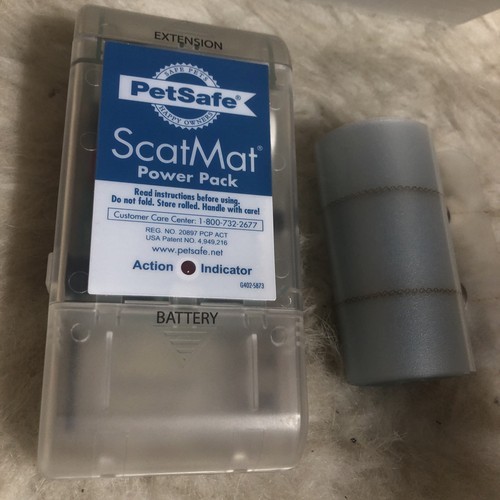 EXTENSION
SAFE PETS
PetSafe®
HAPPY OWNERS
ScatMat®
Power Pack
Read instructions before using.
Do not fold. Store rolled. Handle with care!
Customer Care Center: 1-800-732-2677
REG. NO. 20897 PCP ACT
USA Patent NO. 4,949,216
www.petsafe.net
Action Indicator
G402-5873
BATTERY